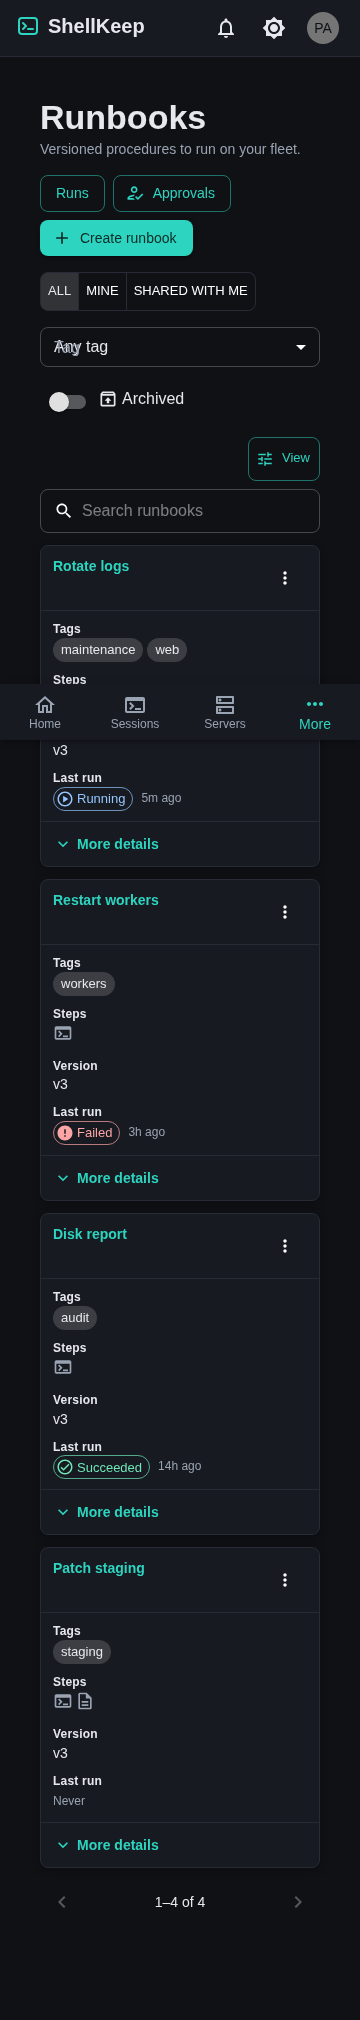 ShellKeep
PA
Runbooks
Versioned procedures to run on your fleet.
Runs
Approvals
Create runbook
ALL
MINE
SHARED WITH ME
Any tag
Archived
View
Search runbooks
Rotate logs
Tags
maintenance
web
Steps
Home
Sessions
Servers
More
v3
Last run
Running
5m ago
More details
Restart workers
Tags
workers
Steps
Version
v3
Last run
Failed
3h ago
More details
Disk report
Tags
audit
Steps
Version
v3
Last run
Succeeded
14h ago
More details
Patch staging
Tags
staging
Steps
Version
v3
Last run
Never
More details
1–4 of 4